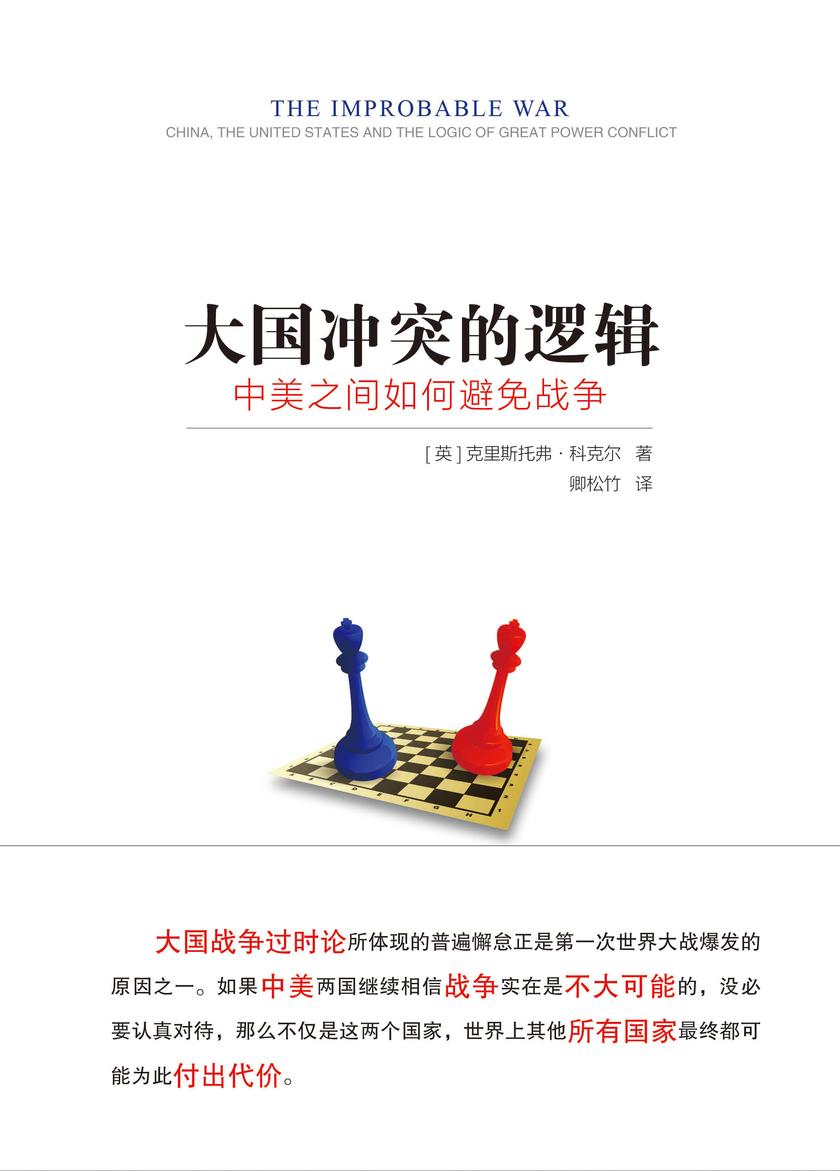 THE IMPROBABLE WAR
CHINA, THE UNITED STATES AND THE LOGIC OF GREAT POWER CONFLICT
大国冲突的逻辑
中美之间如何避免战争
[ 英 ] 克里斯托弗 · 科克尔 著
卿松竹 译
大国战争过时论所体现的普遍懈怠正是第一次世界大战爆发的
原因之一。如果中美两国继续相信战争实在是不大可能的，没必
要认真对待，那么不仅是这两个国家，世界上其他所有国家最终都可
能为此付出代价。